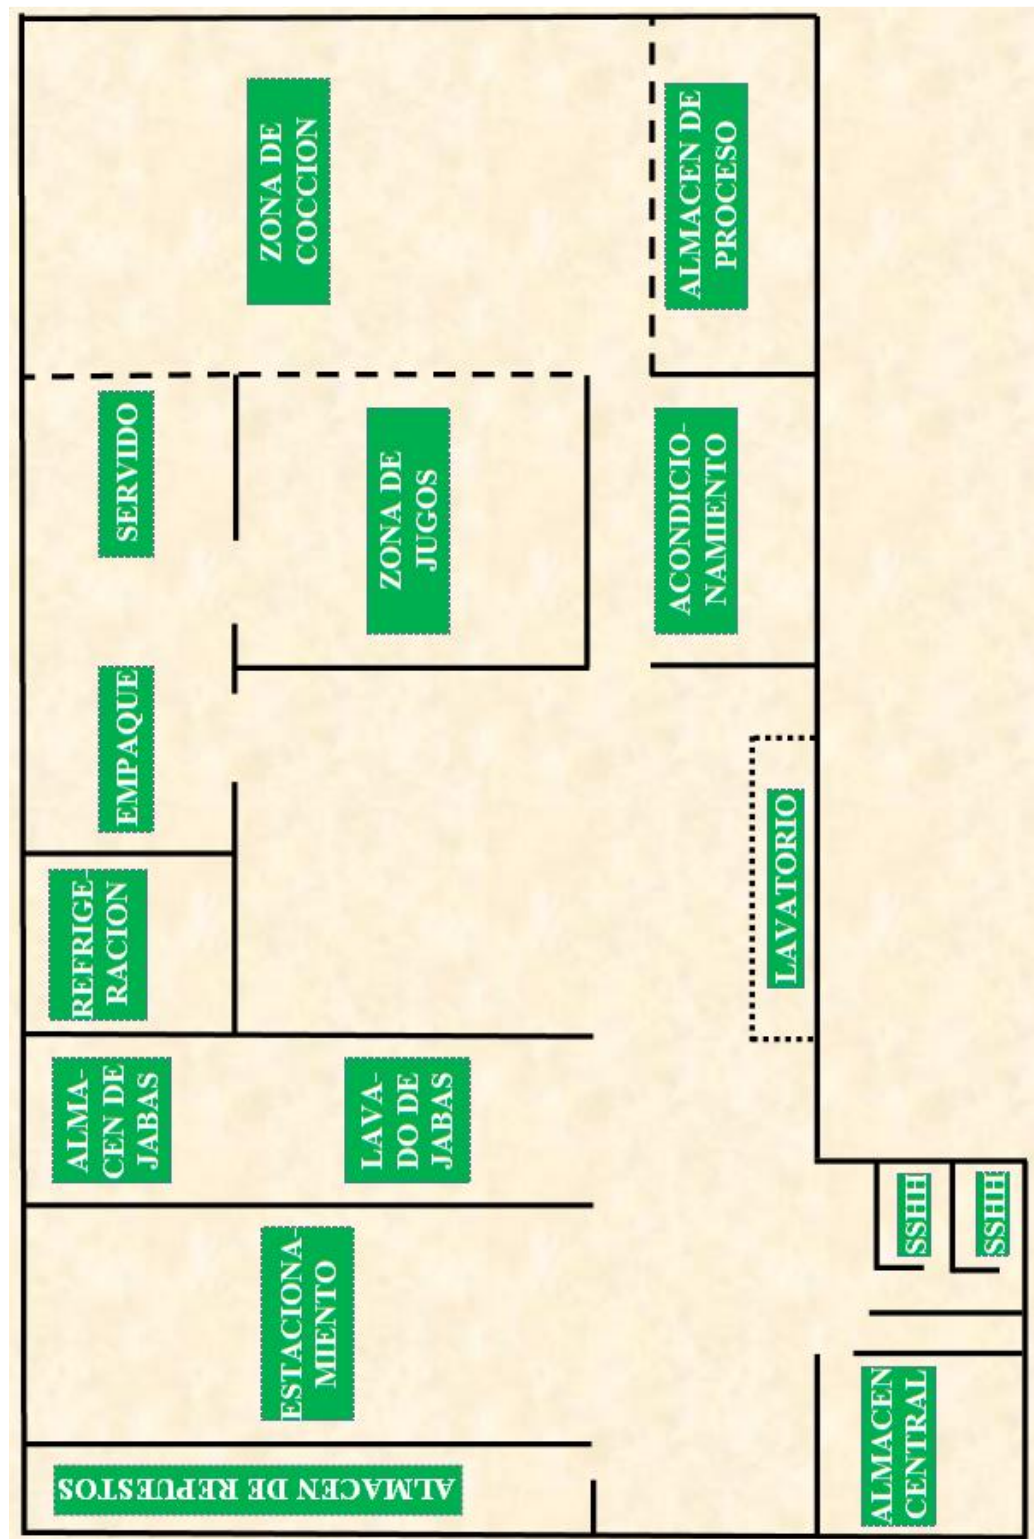 ZONA DE
COCCION
ALMACEN DE
PROCESO
SERVIDO
ZONA DE
JUGOS
ACONDICIO-
NAMIENTO
EMPAQUE
LAVATORIO
REFRIGE-
RACION
ALMA-
CEN DE
JABAS
LAVA-
DO DE
JABAS
SSHH
SSHH
ESTACIONA-
MIENTO
ALMACEN
CENTRAL
ALMACEN DE REPUESTOS